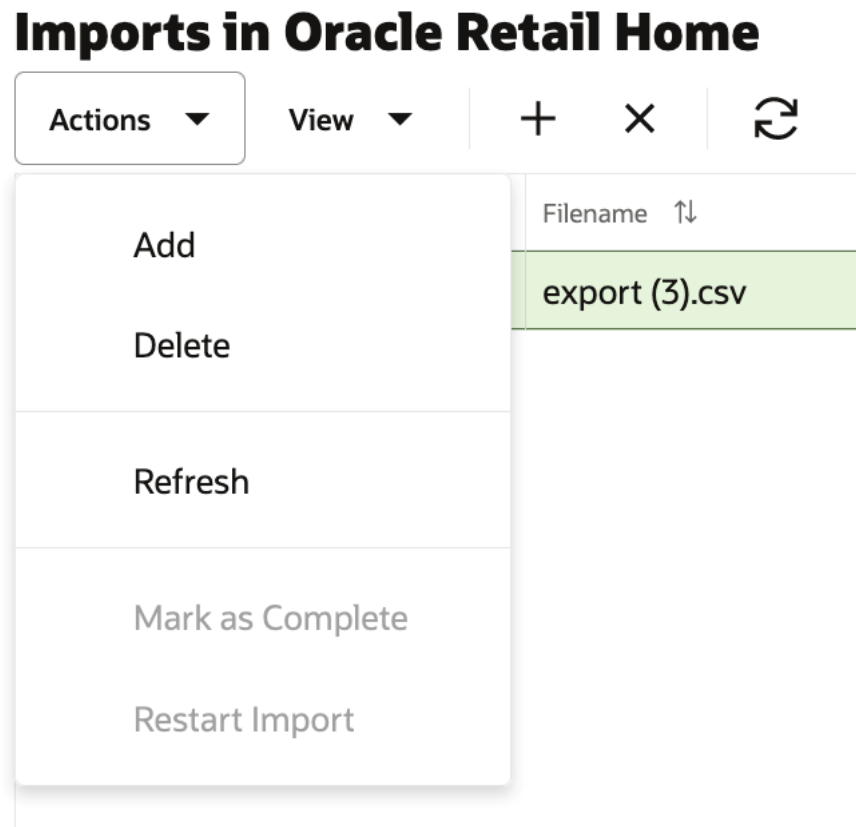 Imports in Oracle Retail Home
Actions View
Add
Delete
Refresh
Mark as Complete
Restart Import
Filename
export (3).csv